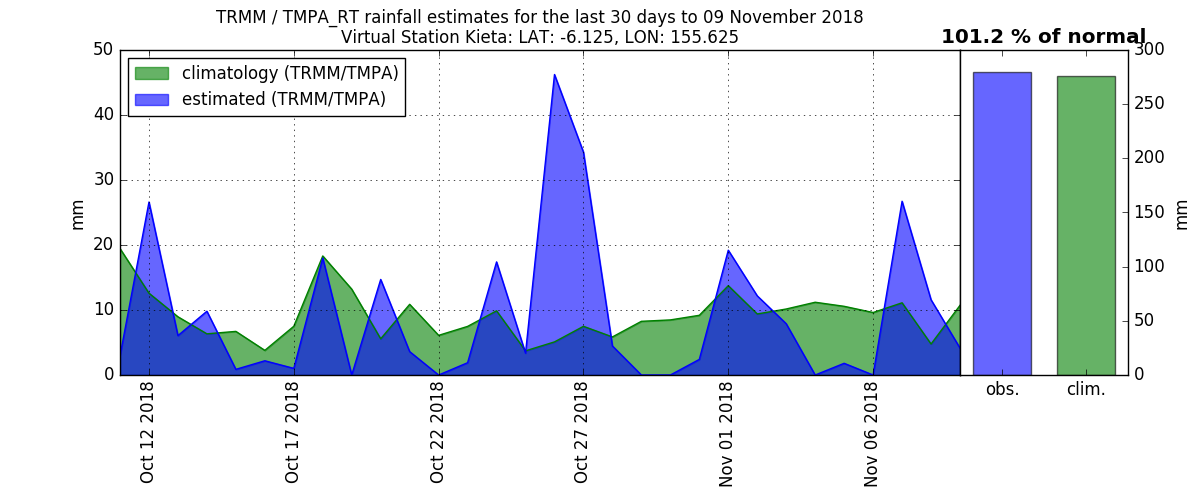 TRMM / TMPA_RT rainfall estimates for the last 30 days to 09 November 2018
Virtual Station Kieta: LAT: -6.125, LON: 155.625
101.2 % of normal
climatology (TRMM/TMPA)
estimated (TRMM/TMPA)
50
40
30
20
10
0
mm
Oct 12 2018
Oct 17 2018
Oct 22 2018
Oct 27 2018
Nov 01 2018
Nov 06 2018
300
250
200
150
100
50
0
mm
obs.
clim.